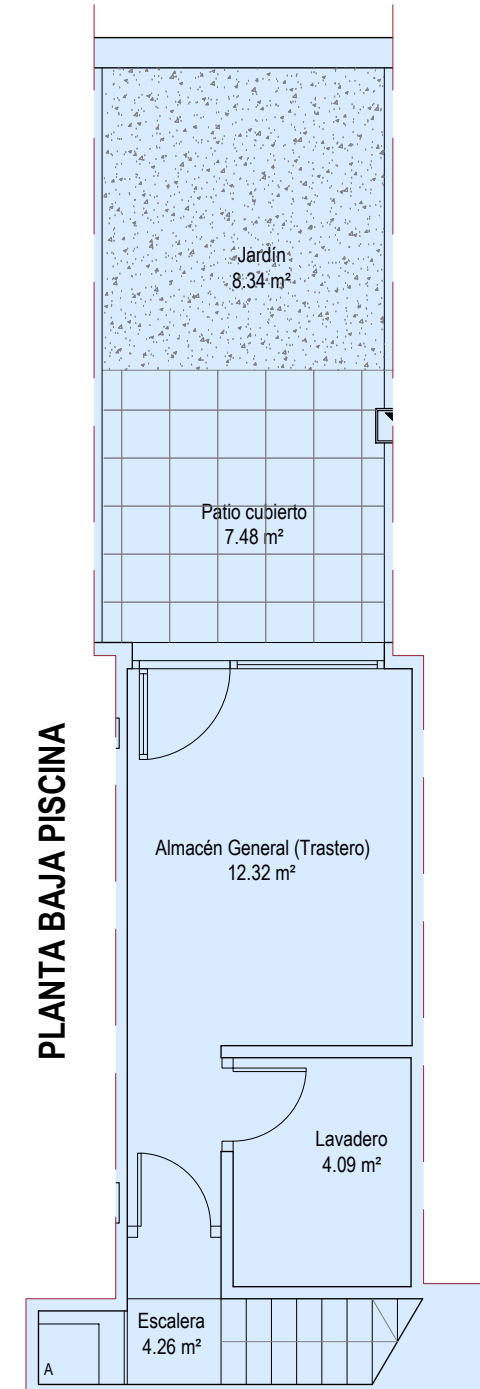 Jardín
8.34 m²
Patio cubierto
7.48 m²
PLANTA BAJA PISCINA
Almacén General (Trastero)
12.32 m²
Lavadero
4.09 m²
Escalera
4.26 m²
A